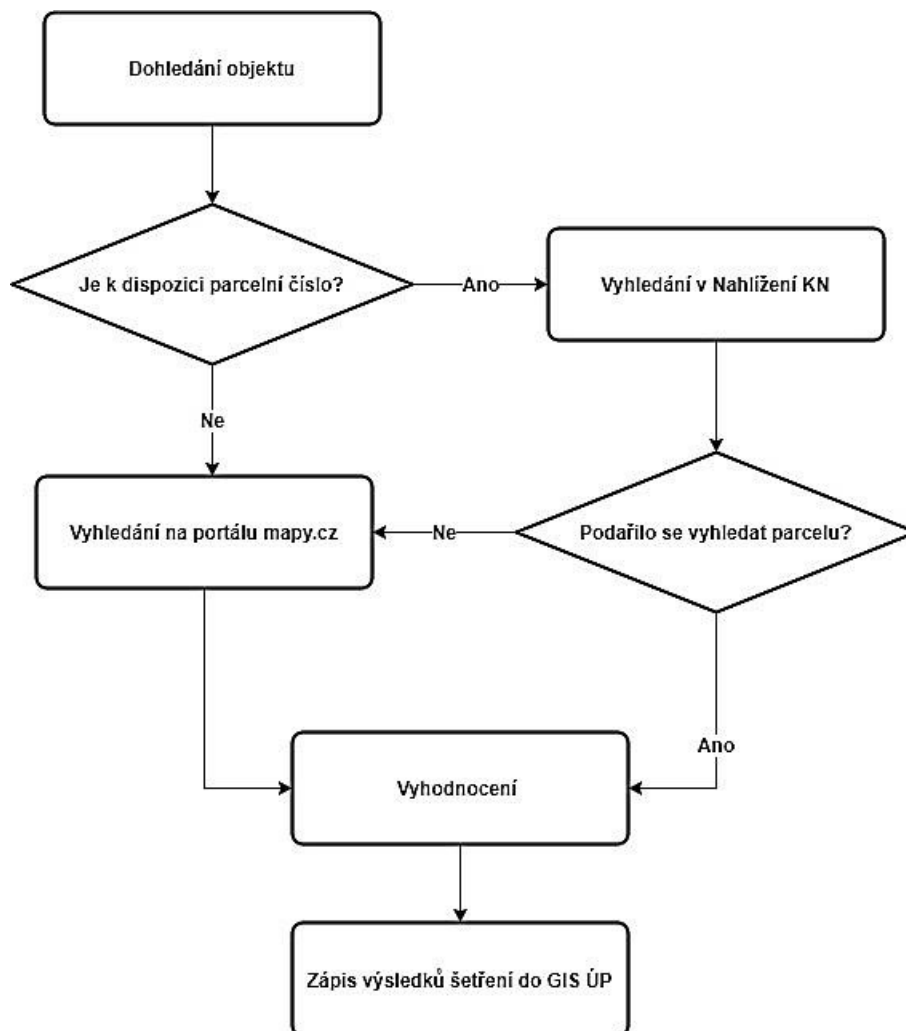 Dohledání objektu
Je k dispozici parcelní číslo?
Ano
Vyhledání v Nahlížení KN
Ne
Vyhledání na portálu mapy.cz
Ne
Podařilo se vyhledat parcelu?
Ano
Vyhodnocení
Zápis výsledků šetření do GIS ÚP